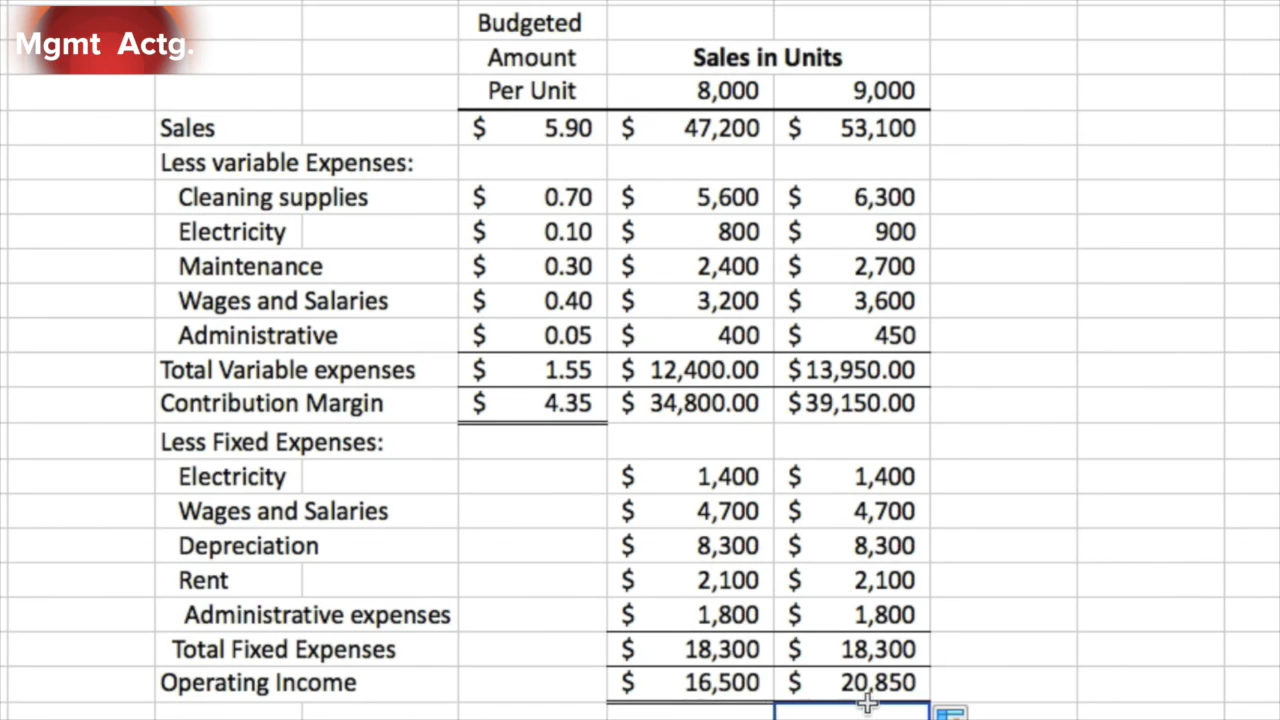 Mgmt Actg.
Budgeted
Amount Sales in Units
Per Unit 8,000 9,000
Sales $ 5.90 $ 47,200 $ 53,100
Less variable Expenses:
Cleaning supplies $ 0.70 $ 5,600 $ 6,300
Electricity $ 0.10 $ 800 $ 900
Maintenance $ 0.30 $ 2,400 $ 2,700
Wages and Salaries $ 0.40 $ 3,200 $ 3,600
Administrative $ 0.05 $ 400 $ 450
Total Variable expenses $ 1.55 $ 12,400.00 $ 13,950.00
Contribution Margin $ 4.35 $ 34,800.00 $ 39,150.00
Less Fixed Expenses:
Electricity $ 1,400 $ 1,400
Wages and Salaries $ 4,700 $ 4,700
Depreciation $ 8,300 $ 8,300
Rent $ 2,100 $ 2,100
Administrative expenses $ 1,800 $ 1,800
Total Fixed Expenses $ 18,300 $ 18,300
Operating Income $ 16,500 $ 20,850